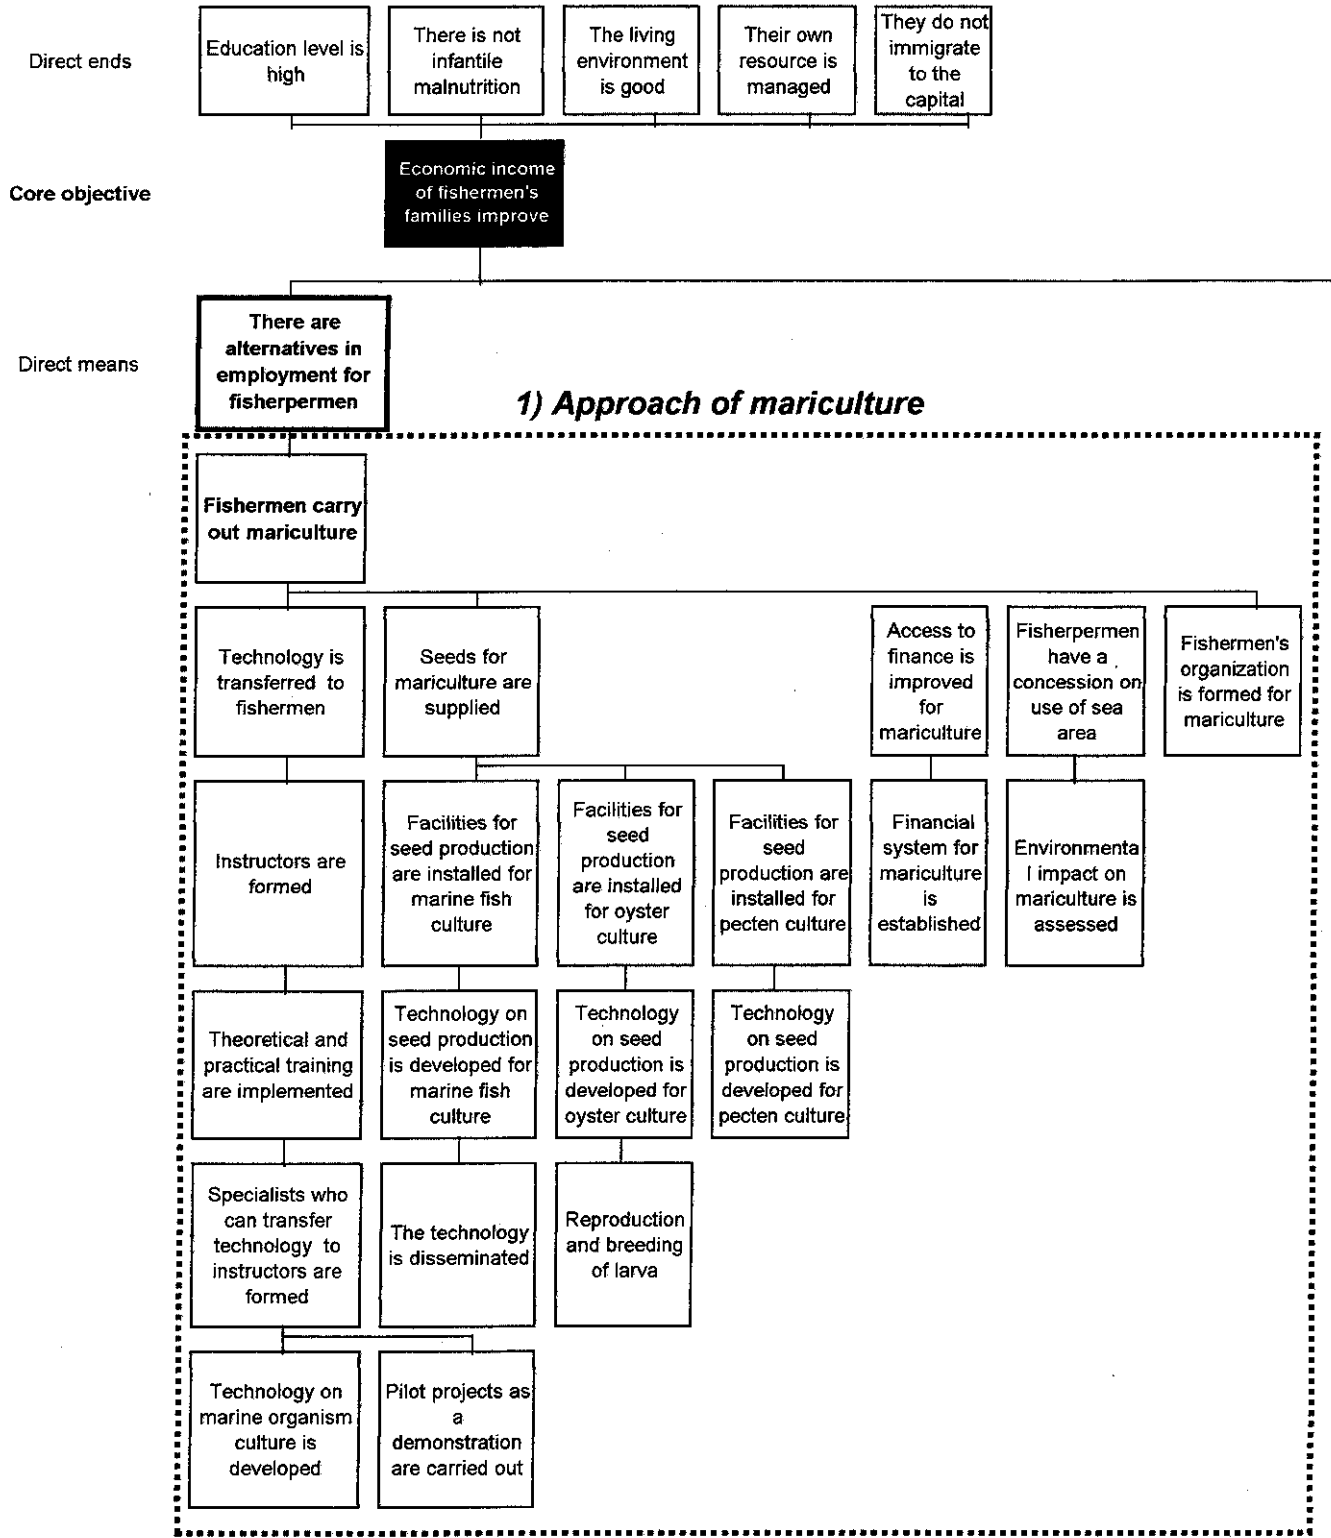 Direct ends
Education level is
high
There is not
infantile
malnutrition
The living
environment
is good
Their own
resource is
managed
They do not
immigrate
to the
capital
Core objective
Economic income
of fishermen's
families improve
Direct means
There are
alternatives in
employment for
fisherpermen
1) Approach of mariculture
Fishermen carry
out mariculture
Technology is
transferred to
fishermen
Seeds for
mariculture are
supplied
Access to
finance is
improved
for
mariculture
Fisherpermen
have a
concession on
use of sea
area
Fishermen's
organization
is formed for
mariculture
Instructors are
formed
Facilities for
seed production
are installed for
marine fish
culture
Facilities for
seed
production
are installed
for oyster
culture
Facilities for
seed
production are
installed for
pecten culture
Financial
system for
mariculture
is
established
Environmenta
l impact on
mariculture is
assessed
Theoretical and
practical training
are implemented
Technology on
seed production
is developed for
marine fish
culture
Technology
on seed
production is
developed for
oyster culture
Technology
on seed
production is
developed for
pecten culture
Specialists who
can transfer
technology to
instructors are
formed
The technology
is disseminated
Reproduction
and breeding
of larva
Technology on
marine organism
culture is
developed
Pilot projects as
a
demonstration
are carried out